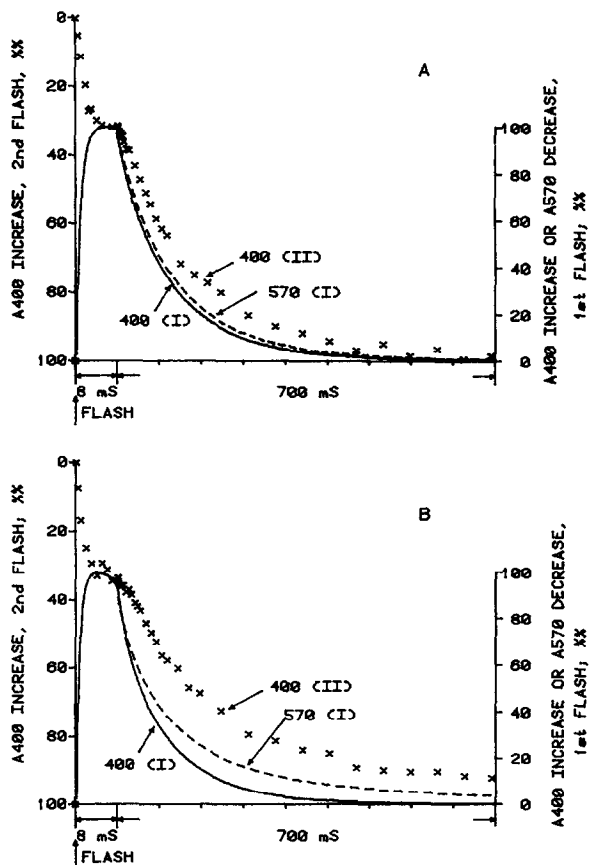 A400 INCREASE, 2nd FLASH, %%
0
20
40
60
80
100
A
400 (II)
570 (I)
400 (I)
100
80
60
40
20
0
A400 INCREASE OR A570 DECREASE,
1st FLASH; %%
8 mS
700 mS
FLASH
A400 INCREASE, 2nd FLASH; %%
0
20
40
60
80
100
B
400 (II)
570 (I)
400 (I)
100
80
60
40
20
0
A400 INCREASE OR A570 DECREASE,
1st FLASH; %%
8 mS
700 mS
FLASH